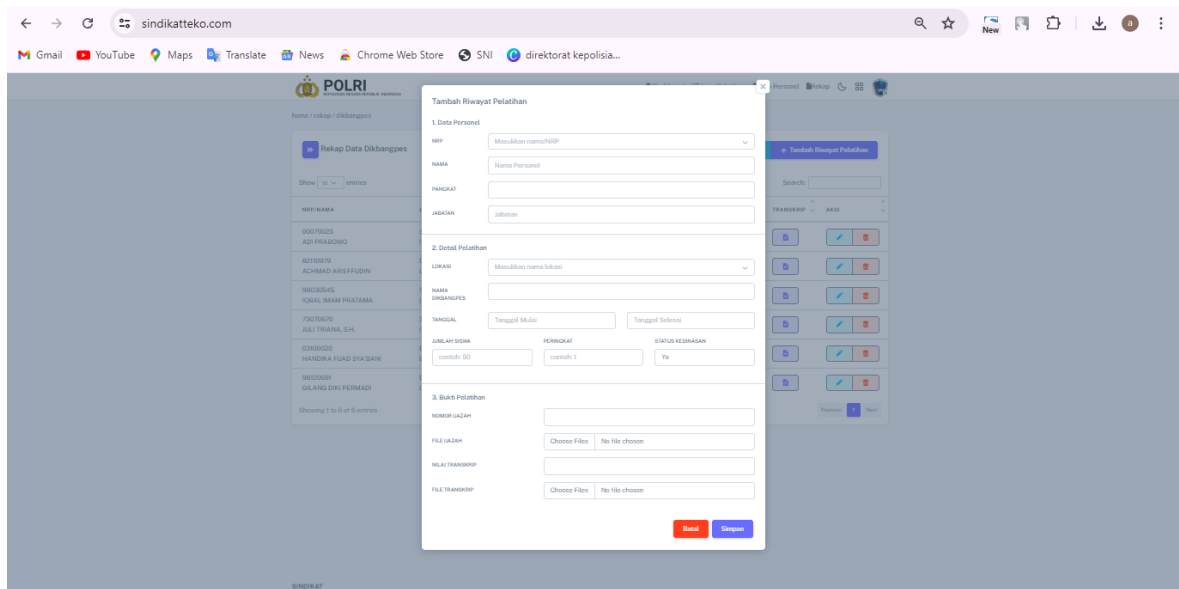 sindikatteko.com
New
a
Gmail YouTube Maps Translate News Chrome Web Store SNI direktorat kepolisia...
POLRI
Personel Rekap
home / rekap / dikbangpes
Rekap Data Dikbangpes
+ Tambah Riwayat Pelatihan
Show 10 entries
Search:
NRP/NAMA
TRANSKRIP AKSI
00079025
ADI PRABOWO
82110878
ACHMAD ARIEFFUDIN
98030545
IQBAL IMAM PRATAMA
73070670
JULI TRIANA, S.H.
03100020
HANDIKA FUAD SYA'BANI
98120691
GILANG DIKI PERMADI
Showing 1 to 6 of 6 entries
Previous 1 Next
Tambah Riwayat Pelatihan
1. Data Personel
NRP Masukkan nama/NRP
NAMA Nama Personel
PANGKAT
JABATAN Jabatan
2. Detail Pelatihan
LOKASI Masukkan nama lokasi
NAMA
DIKBANGPES
TANGGAL Tanggal Mulai Tanggal Selesai
JUMLAH SISWA PERINGKAT STATUS KEDINASAN
contoh: 50 contoh: 1 Ya
3. Bukti Pelatihan
NOMOR IJAZAH
FILE IJAZAH Choose Files No file chosen
NILAI TRANSKRIP
FILE TRANSKRIP Choose Files No file chosen
Batal Simpan
SINDIKAT